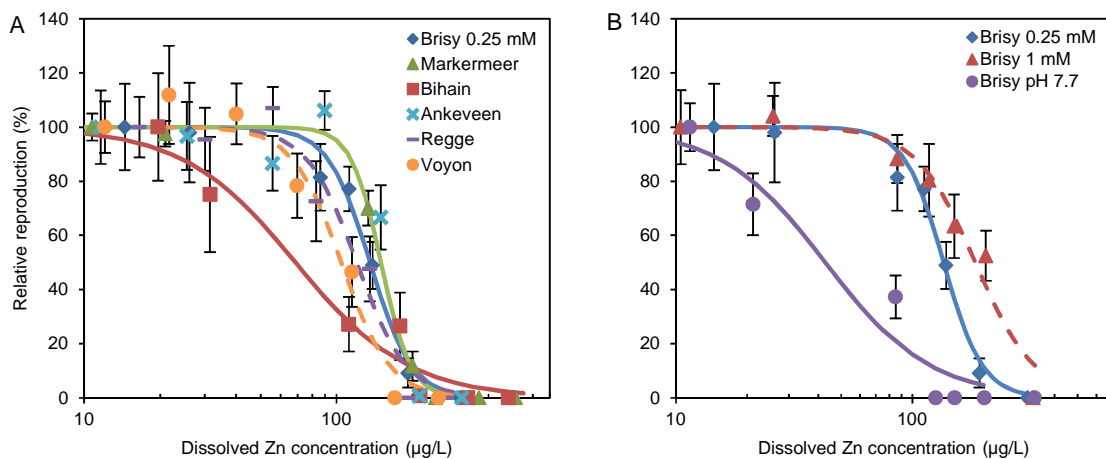 A
140
120
100
80
60
40
20
0
Relative reproduction (%)
10
100
Dissolved Zn concentration (µg/L)
Brisy 0.25 mM
Markermeer
Bihain
Ankeveen
Regge
Voyon
B
140
120
100
80
60
40
20
0
10
100
Dissolved Zn concentration (µg/L)
Brisy 0.25 mM
Brisy 1 mM
Brisy pH 7.7